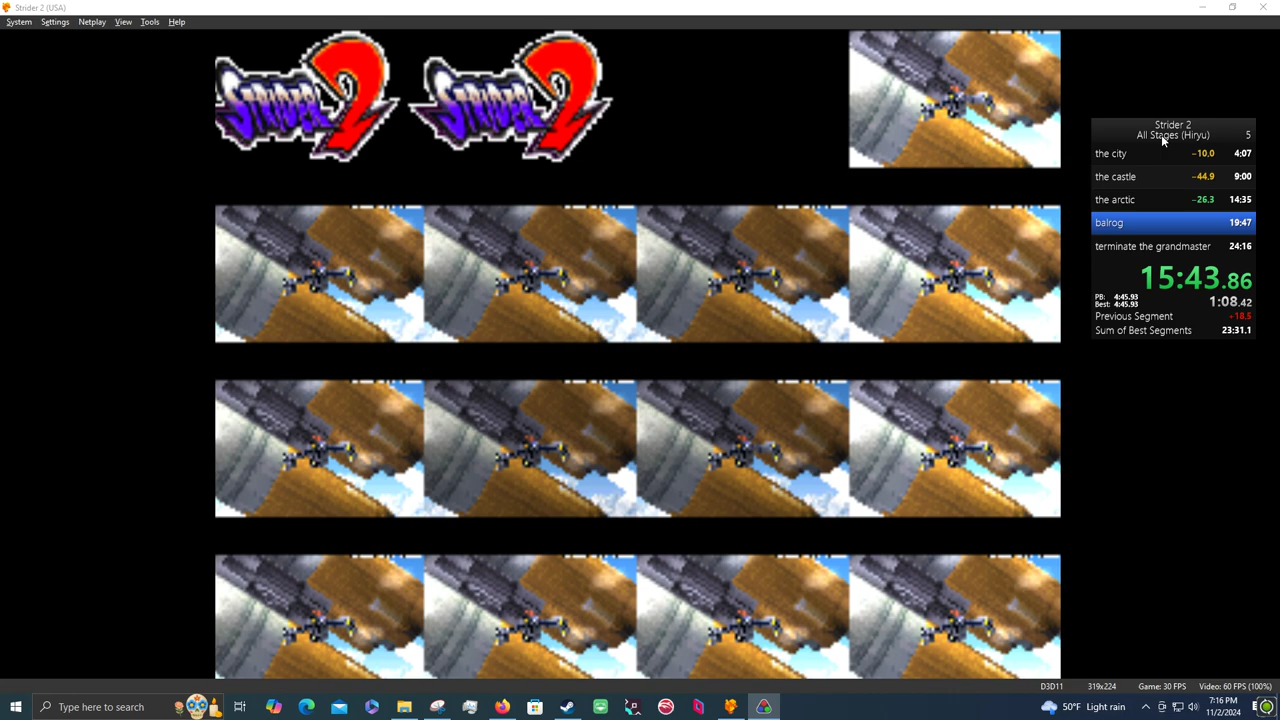 Strider 2 (USA)
System Settings Netplay View Tools Help
STRIDER 2 STRIDER 2
Strider 2
All Stages (Hiryu) 5
the city −10.0 4:07
the castle −44.9 9:00
the arctic −26.3 14:35
balrog 19:47
terminate the grandmaster 24:16
15:43.86
PB: 4:45.93
Best: 4:45.93 1:08.42
Previous Segment +18.5
Sum of Best Segments 23:31.1
D3D11 319x224 Game: 30 FPS Video: 60 FPS (100%)
Type here to search
50°F Light rain
7:16 PM
11/2/2024